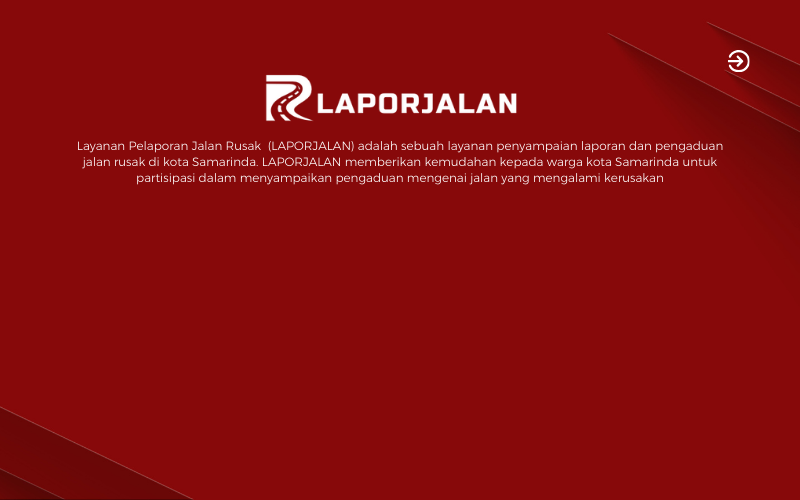 LAPORJALAN
Layanan Pelaporan Jalan Rusak  (LAPORJALAN) adalah sebuah layanan penyampaian laporan dan pengaduan
jalan rusak di kota Samarinda. LAPORJALAN memberikan kemudahan kepada warga kota Samarinda untuk
partisipasi dalam menyampaikan pengaduan mengenai jalan yang mengalami kerusakan